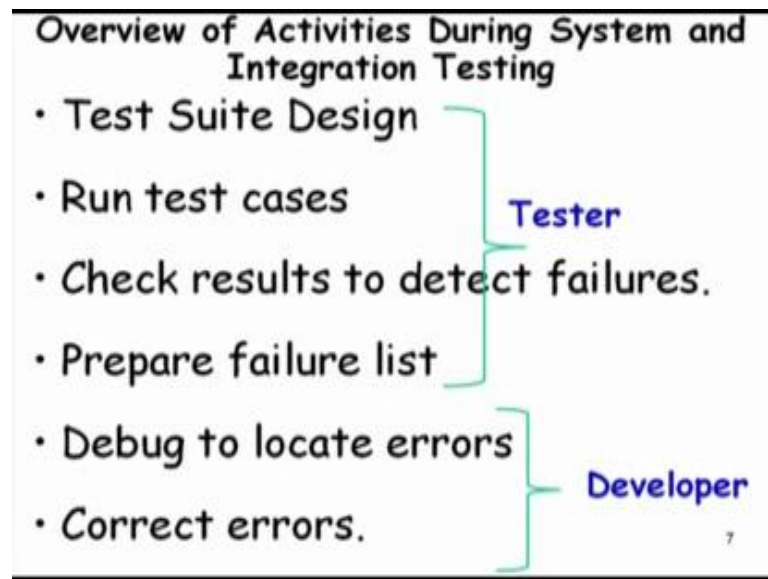 Overview of Activities During System and
Integration Testing
• Test Suite Design
• Run test cases
Tester
• Check results to detect failures.
• Prepare failure list
• Debug to locate errors
Developer
• Correct errors.
7